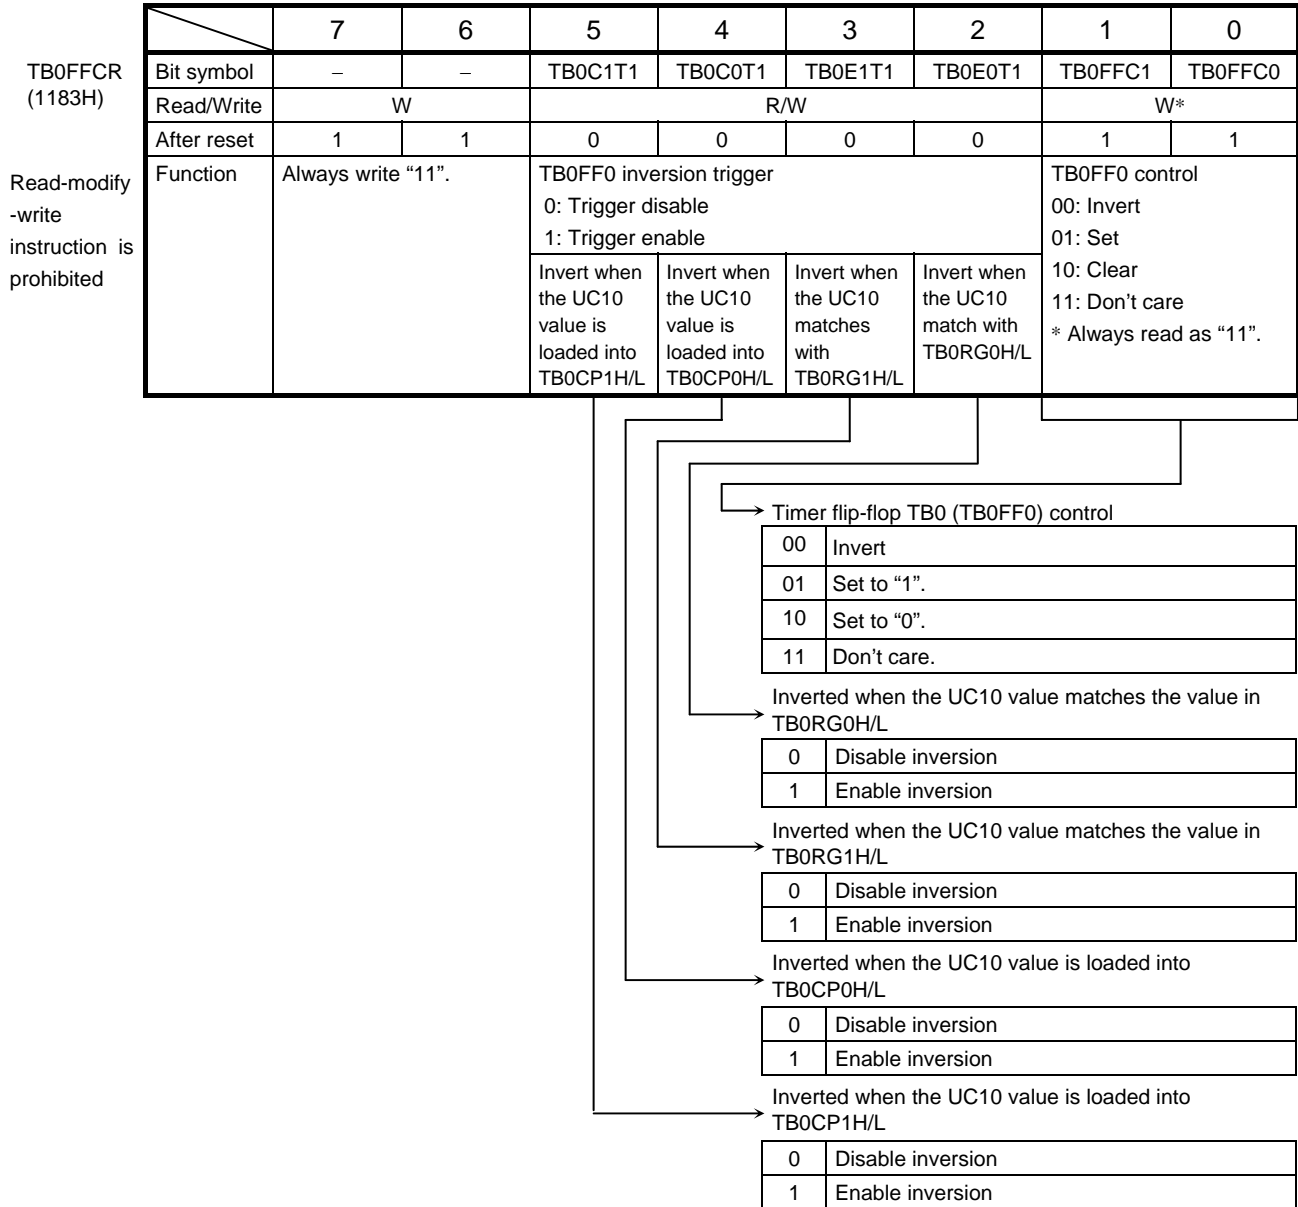 7 6 5 4 3 2 1 0
TB0FFCR
(1183H)
Bit symbol – – TB0C1T1 TB0C0T1 TB0E1T1 TB0E0T1 TB0FFC1 TB0FFC0
Read/Write W R/W W*
After reset 1 1 0 0 0 0 1 1
Read-modify
-write
instruction is
prohibited
Function
Always write “11”.
TB0FF0 inversion trigger
0: Trigger disable
1: Trigger enable
Invert when
the UC10
value is
loaded into
TB0CP1H/L
Invert when
the UC10
value is
loaded into
TB0CP0H/L
Invert when
the UC10
matches
with
TB0RG1H/L
Invert when
the UC10
match with
TB0RG0H/L
TB0FF0 control
00: Invert
01: Set
10: Clear
11: Don’t care
* Always read as “11”.
Timer flip-flop TB0 (TB0FF0) control
00 Invert
01 Set to “1”.
10 Set to “0”.
11 Don’t care.
Inverted when the UC10 value matches the value in
TB0RG0H/L
0 Disable inversion
1 Enable inversion
Inverted when the UC10 value matches the value in
TB0RG1H/L
0 Disable inversion
1 Enable inversion
Inverted when the UC10 value is loaded into
TB0CP0H/L
0 Disable inversion
1 Enable inversion
Inverted when the UC10 value is loaded into
TB0CP1H/L
0 Disable inversion
1 Enable inversion